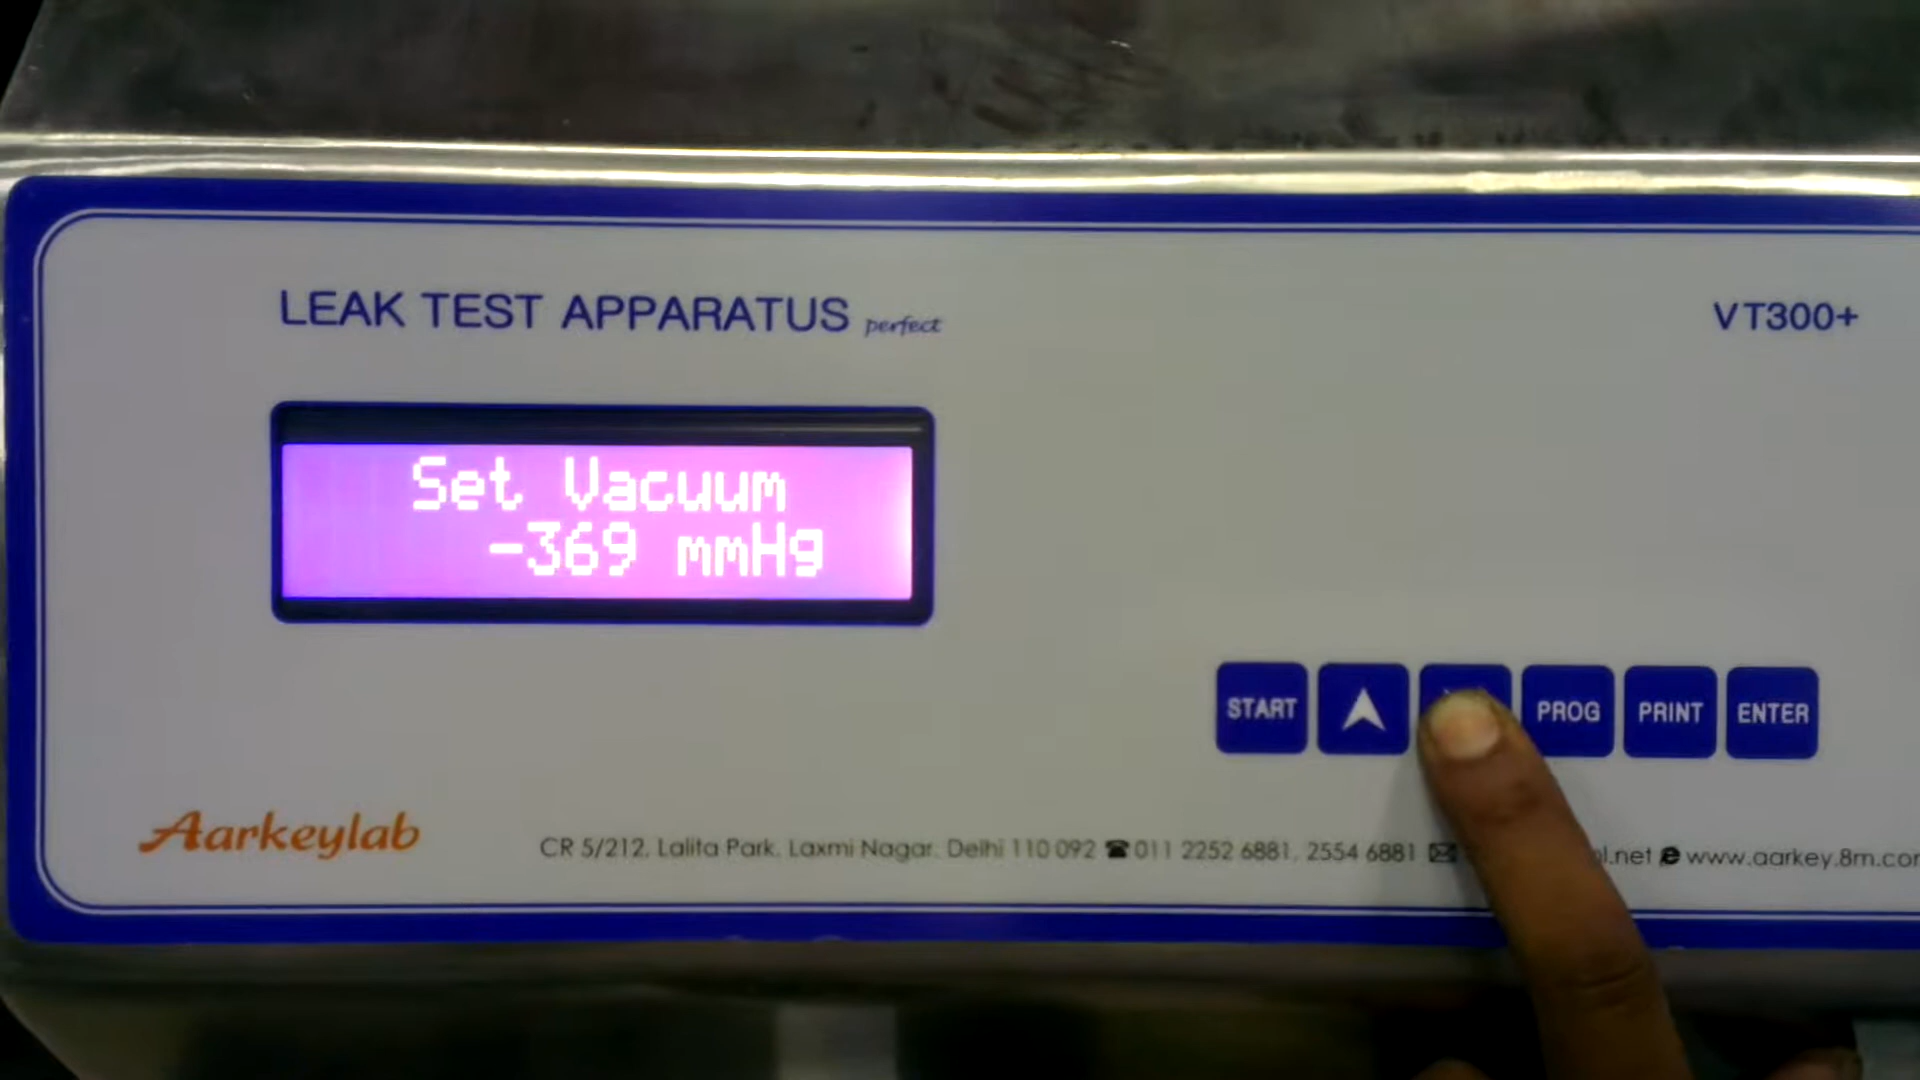 LEAK TEST APPARATUS perfect
VT300+
Set Vacuum
-369 mmHg
START
PROG
PRINT
ENTER
Aarkeylab
CR 5/212, Lalita Park, Laxmi Nagar, Delhi 110 092 ☎ 011 2252 6881, 2554 6881 ✉ l.net www.aarkey.8m.com